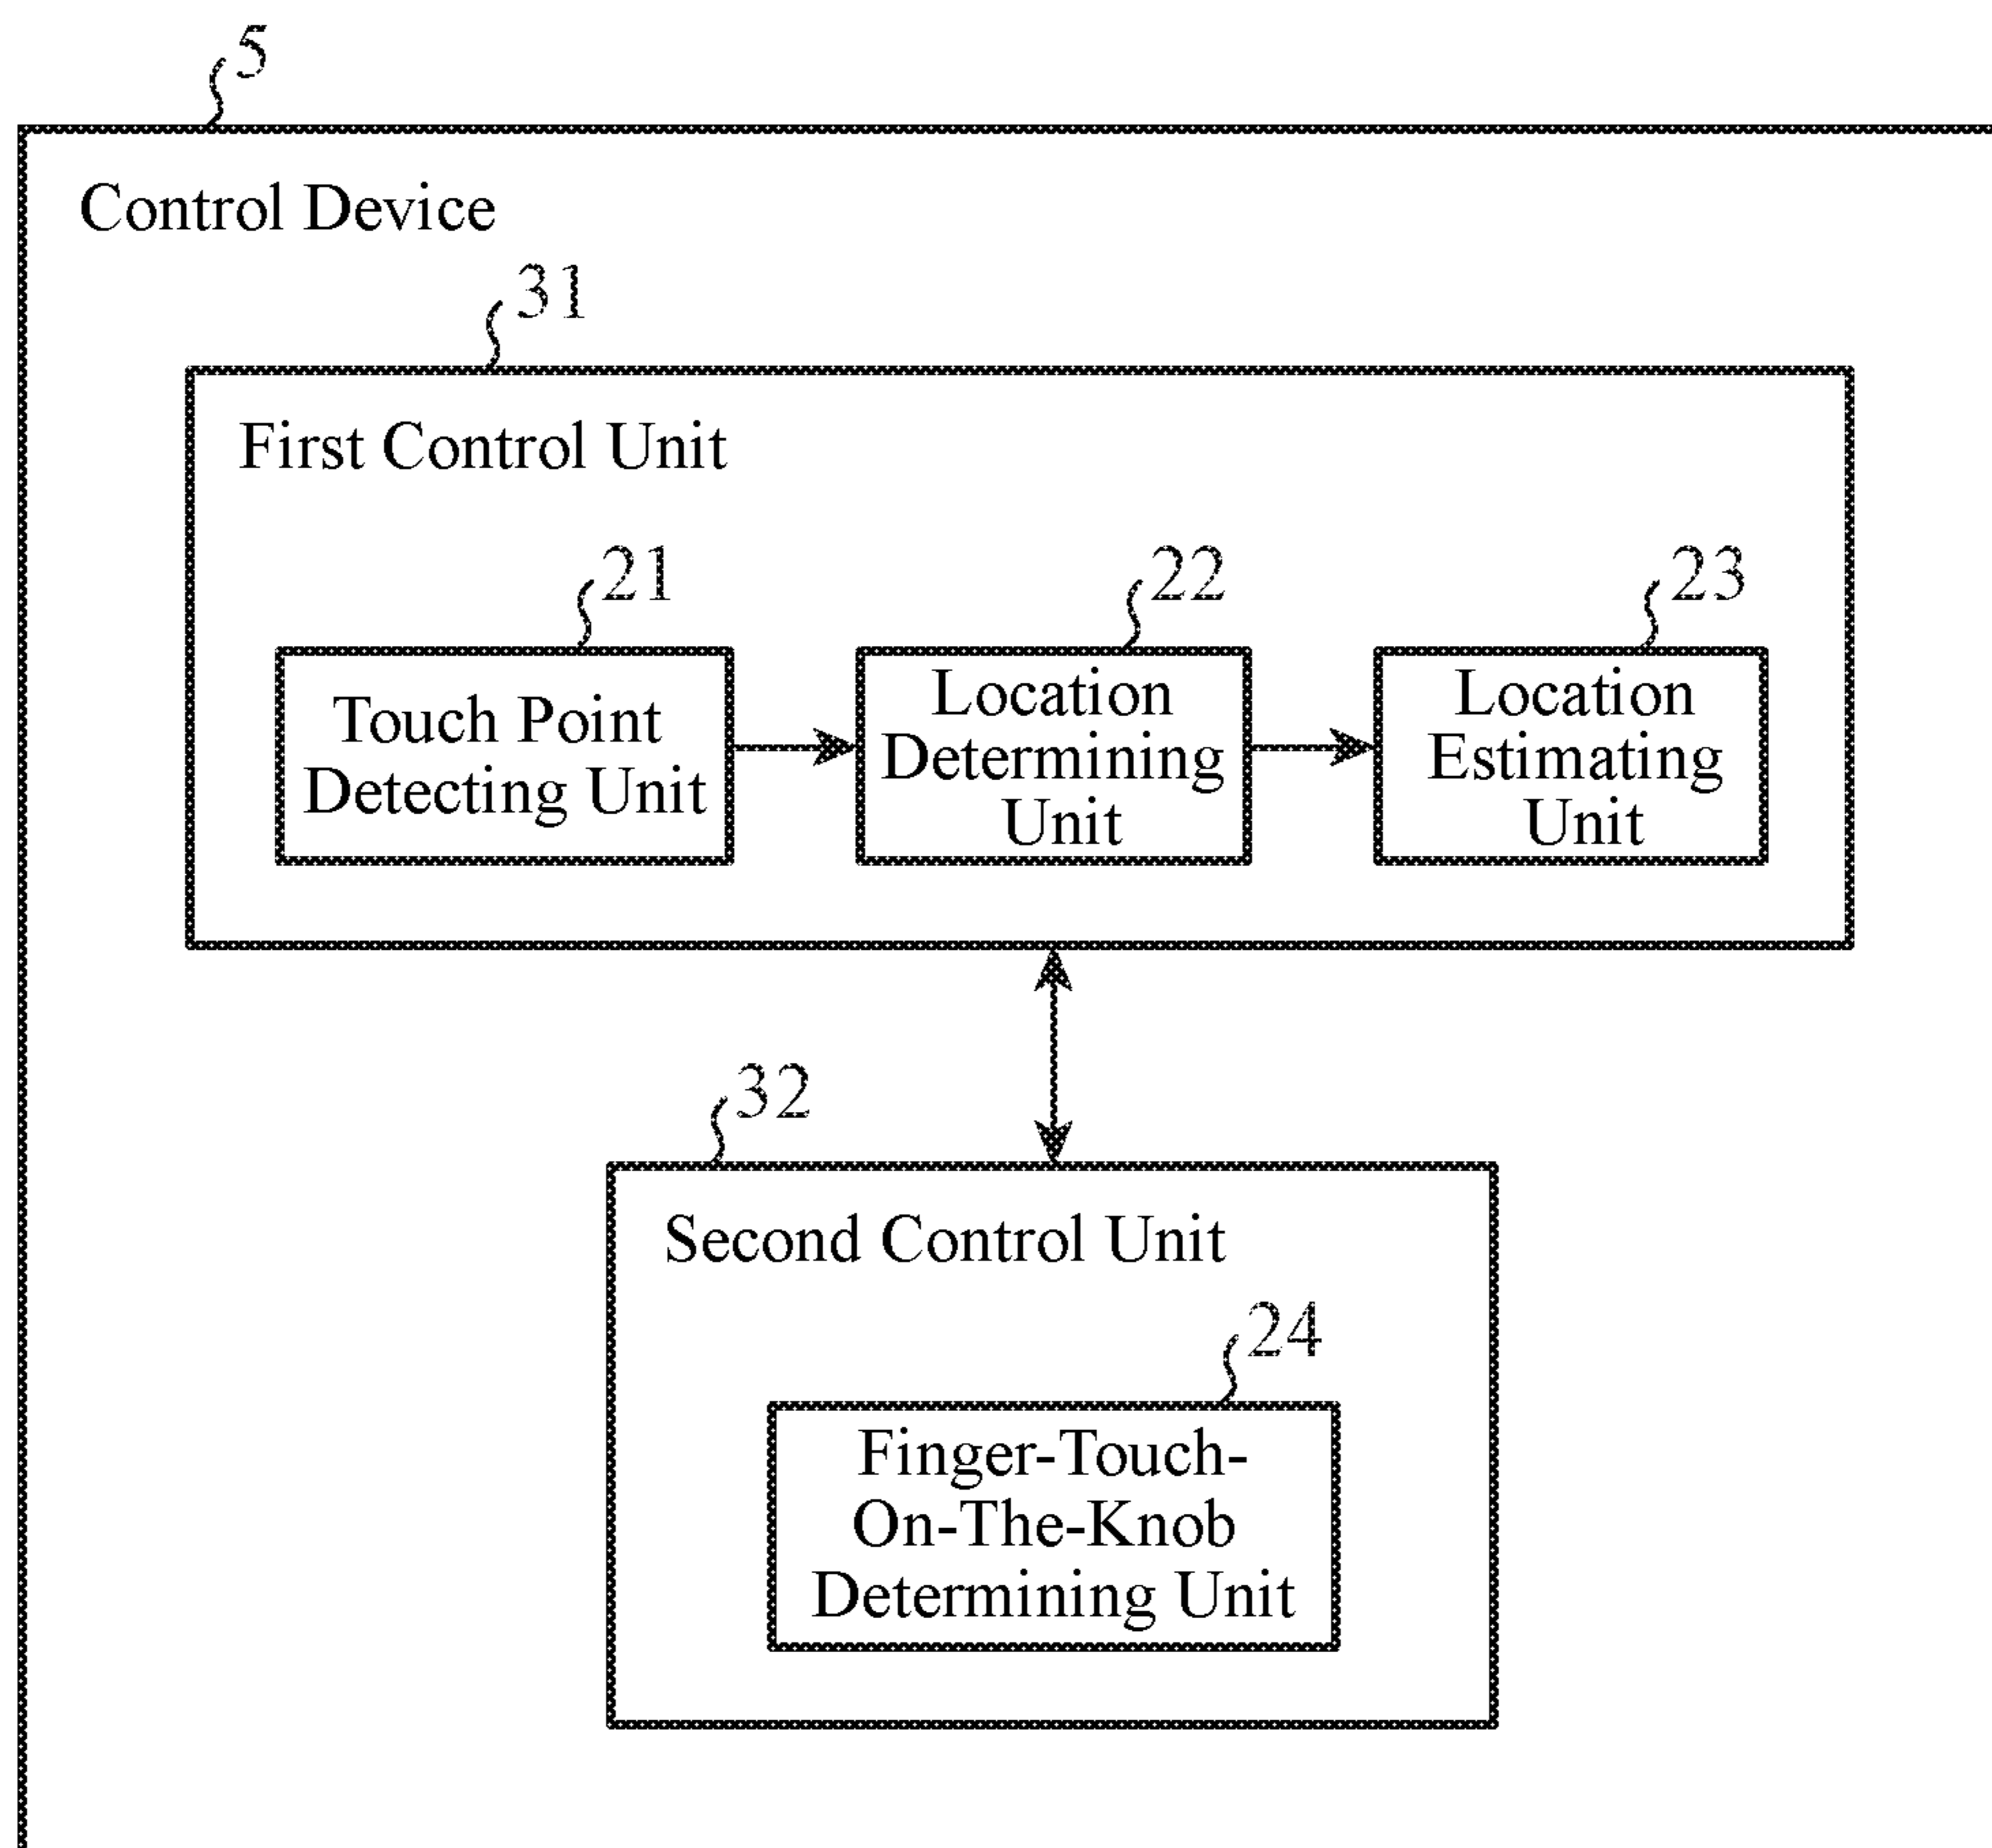 5
Control Device
31
First Control Unit
21
22
23
Touch Point
Detecting Unit
Location
Determining
Unit
Location
Estimating
Unit
32
Second Control Unit
24
Finger-Touch-
On-The-Knob
Determining Unit